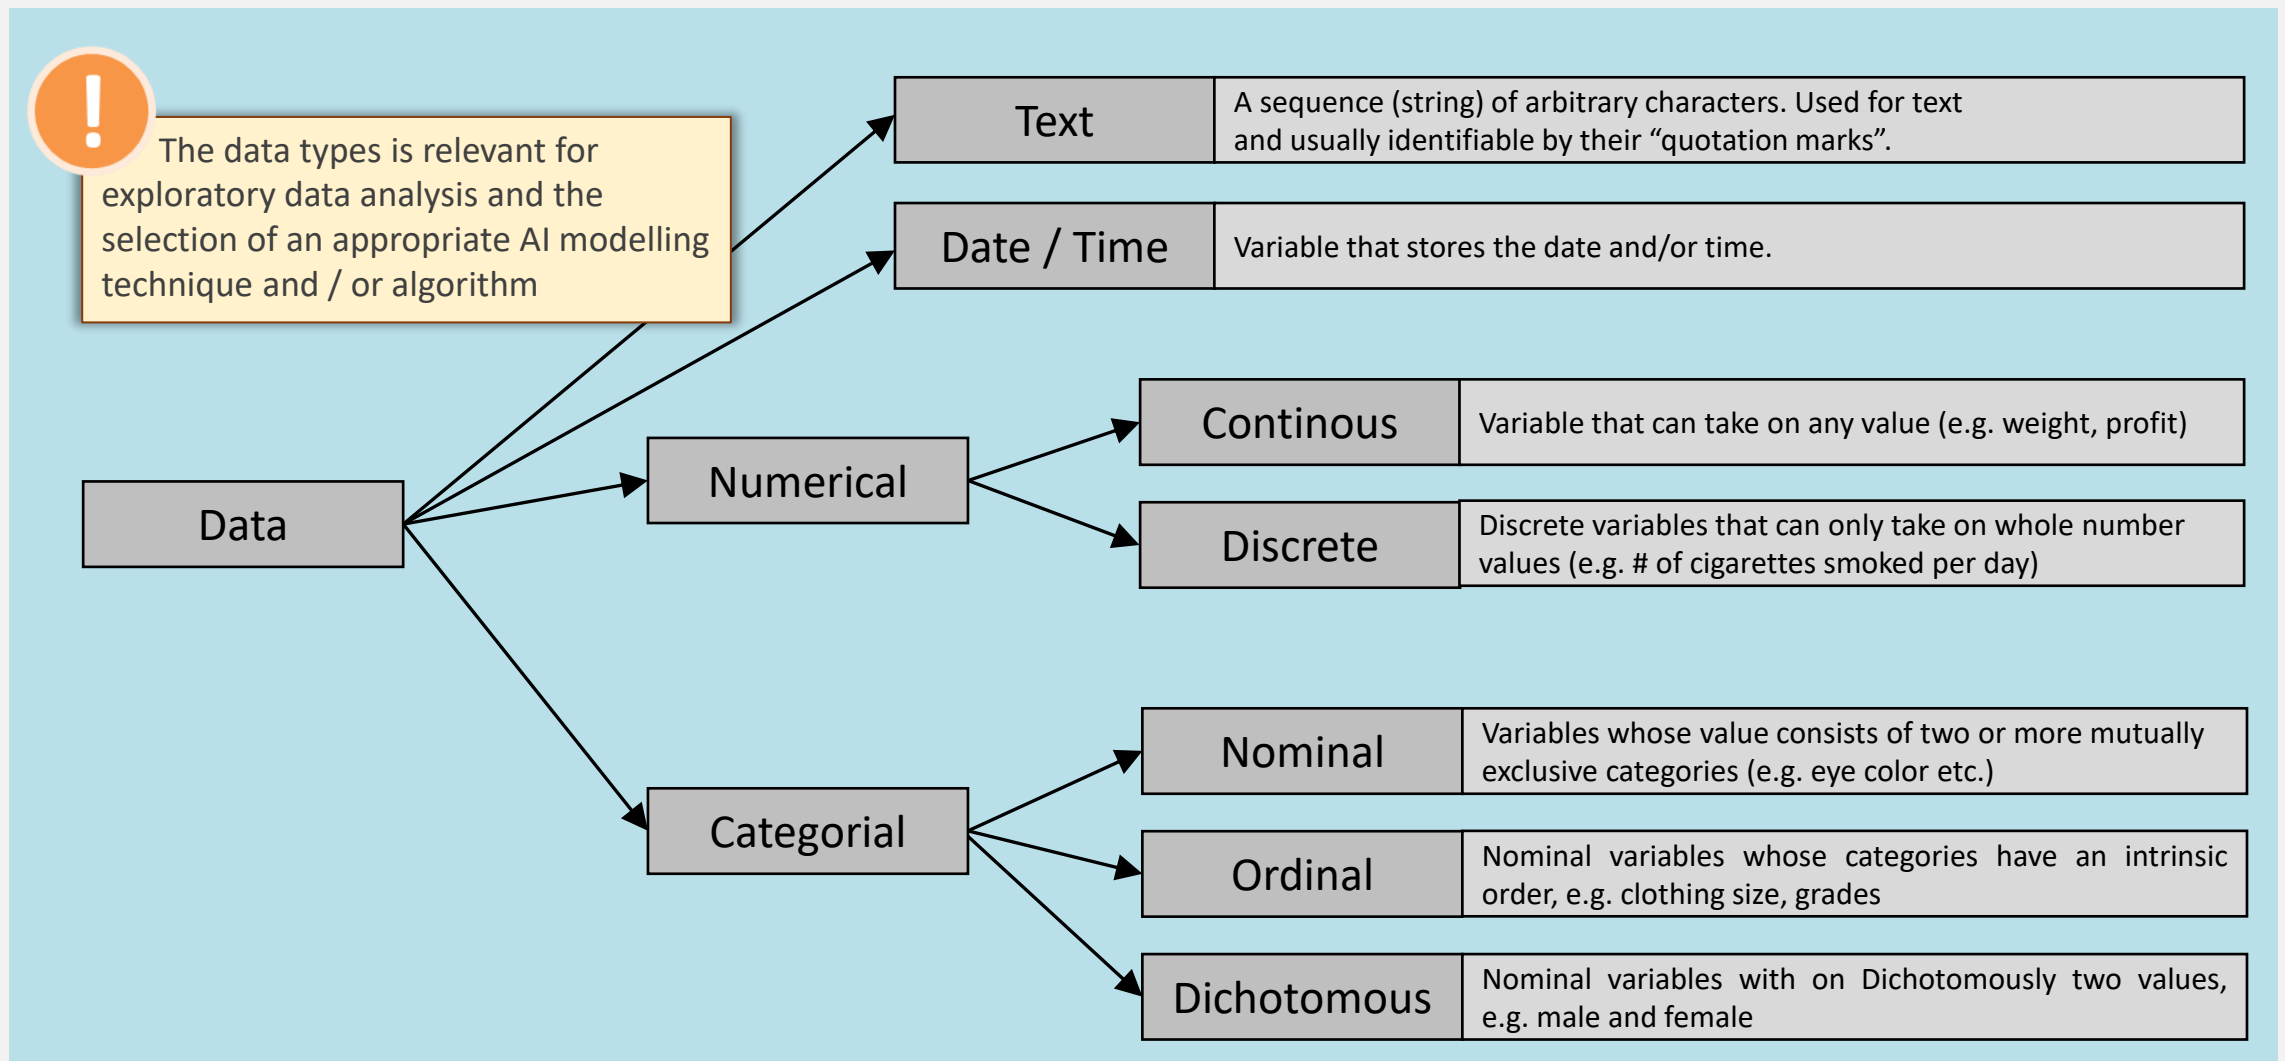 !
The data types is relevant for
exploratory data analysis and the
selection of an appropriate AI modelling
technique and / or algorithm
Text
A sequence (string) of arbitrary characters. Used for text
and usually identifiable by their “quotation marks”.
Date / Time
Variable that stores the date and/or time.
Data
Numerical
Continous
Variable that can take on any value (e.g. weight, profit)
Discrete
Discrete variables that can only take on whole number
values (e.g. # of cigarettes smoked per day)
Categorial
Nominal
Variables whose value consists of two or more mutually
exclusive categories (e.g. eye color etc.)
Ordinal
Nominal variables whose categories have an intrinsic
order, e.g. clothing size, grades
Dichotomous
Nominal variables with on Dichotomously two values,
e.g. male and female